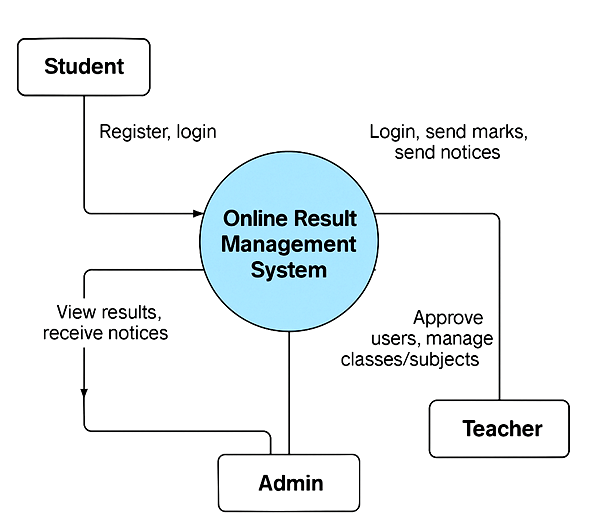 Student
Register, login
Login, send marks,
send notices
Online Result
Management
System
View results,
receive notices
Approve
users, manage
classes/subjects
Teacher
Admin